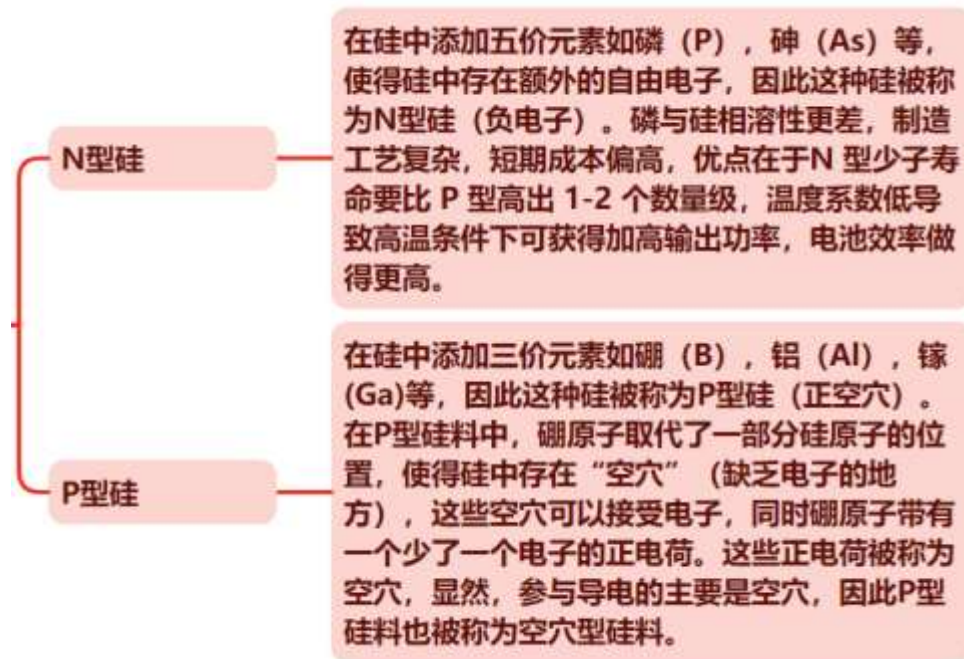 N型硅
在硅中添加五价元素如磷（P），砷（As）等，
使得硅中存在额外的自由电子，因此这种硅被称
为N型硅（负电子）。磷与硅相溶性更差，制造
工艺复杂，短期成本偏高，优点在于N 型少子寿
命要比 P 型高出 1-2 个数量级，温度系数低导
致高温条件下可获得加高输出功率，电池效率做
得更高。
P型硅
在硅中添加三价元素如硼（B），铝（Al），镓
(Ga)等，因此这种硅被称为P型硅（正空穴）。
在P型硅料中，硼原子取代了一部分硅原子的位
置，使得硅中存在“空穴”（缺乏电子的地
方），这些空穴可以接受电子，同时硼原子带有
一个少了一个电子的正电荷。这些正电荷被称为
空穴，显然，参与导电的主要是空穴，因此P型
硅料也被称为空穴型硅料。